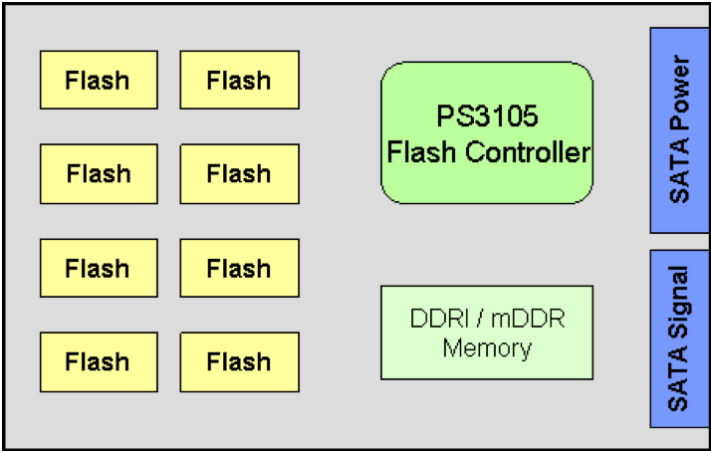 Flash Flash
Flash Flash
Flash Flash
Flash Flash
PS3105
Flash Controller
DDRI / mDDR
Memory
SATA Power
SATA Signal